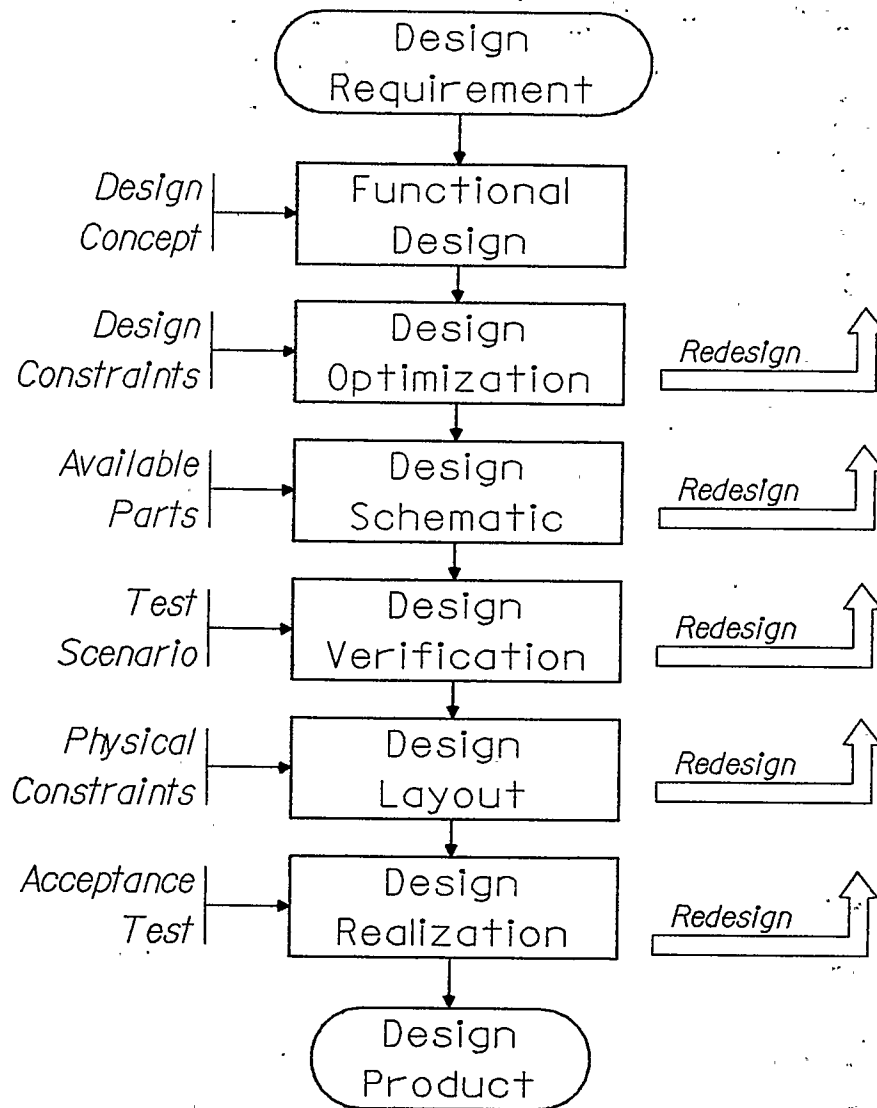 Design
Requirement
Design
Concept
Functional
Design
Design
Constraints
Design
Optimization
Redesign
Available
Parts
Design
Schematic
Redesign
Test
Scenario
Design
Verification
Redesign
Physical
Constraints
Design
Layout
Redesign
Acceptance
Test
Design
Realization
Redesign
Design
Product